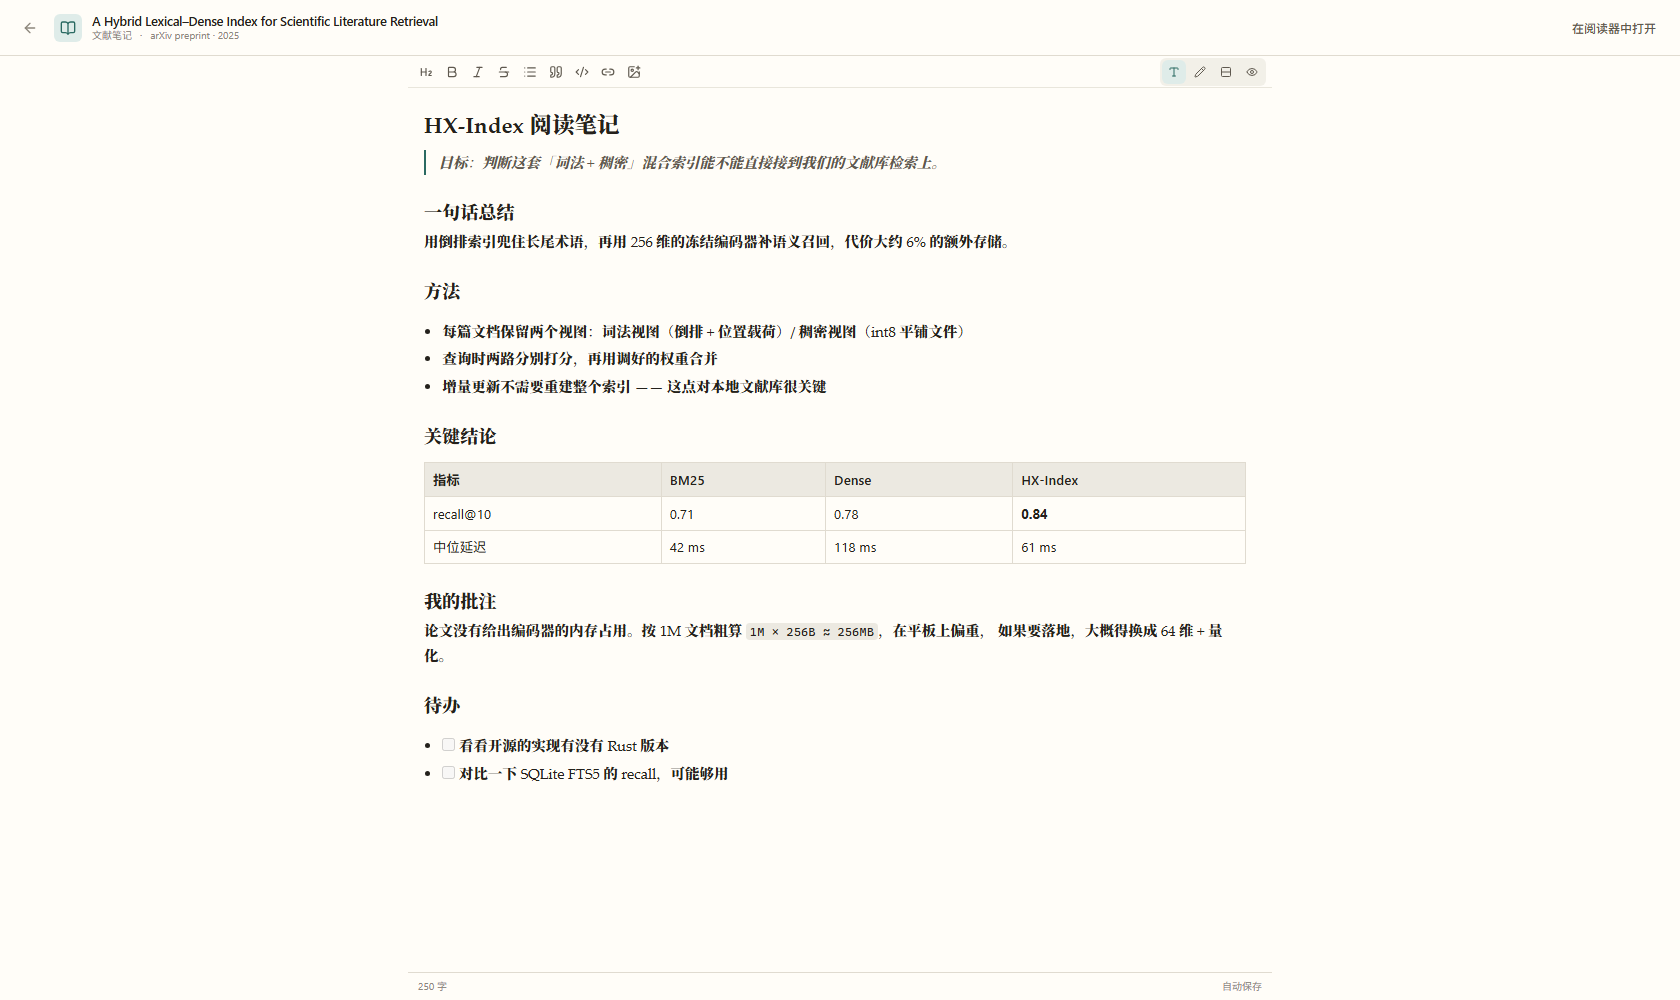 A Hybrid Lexical–Dense Index for Scientific Literature Retrieval
文献笔记 · arXiv preprint · 2025
在阅读器中打开
H2
HX-Index 阅读笔记
目标：判断这套「词法 + 稠密」混合索引能不能直接接到我们的文献库检索上。
一句话总结
用倒排索引兜住长尾术语，再用 256 维的冻结编码器补语义召回，代价大约 6% 的额外存储。
方法
每篇文档保留两个视图：词法视图（倒排 + 位置载荷）/ 稠密视图（int8 平铺文件）
查询时两路分别打分，再用调好的权重合并
增量更新不需要重建整个索引 —— 这点对本地文献库很关键
关键结论
指标 BM25 Dense HX-Index
recall@10 0.71 0.78 0.84
中位延迟 42 ms 118 ms 61 ms
我的批注
论文没有给出编码器的内存占用。按 1M 文档粗算 1M × 256B ≈ 256MB，在平板上偏重， 如果要落地，大概得换成 64 维 + 量
化。
待办
看看开源的实现有没有 Rust 版本
对比一下 SQLite FTS5 的 recall，可能够用
250 字
自动保存